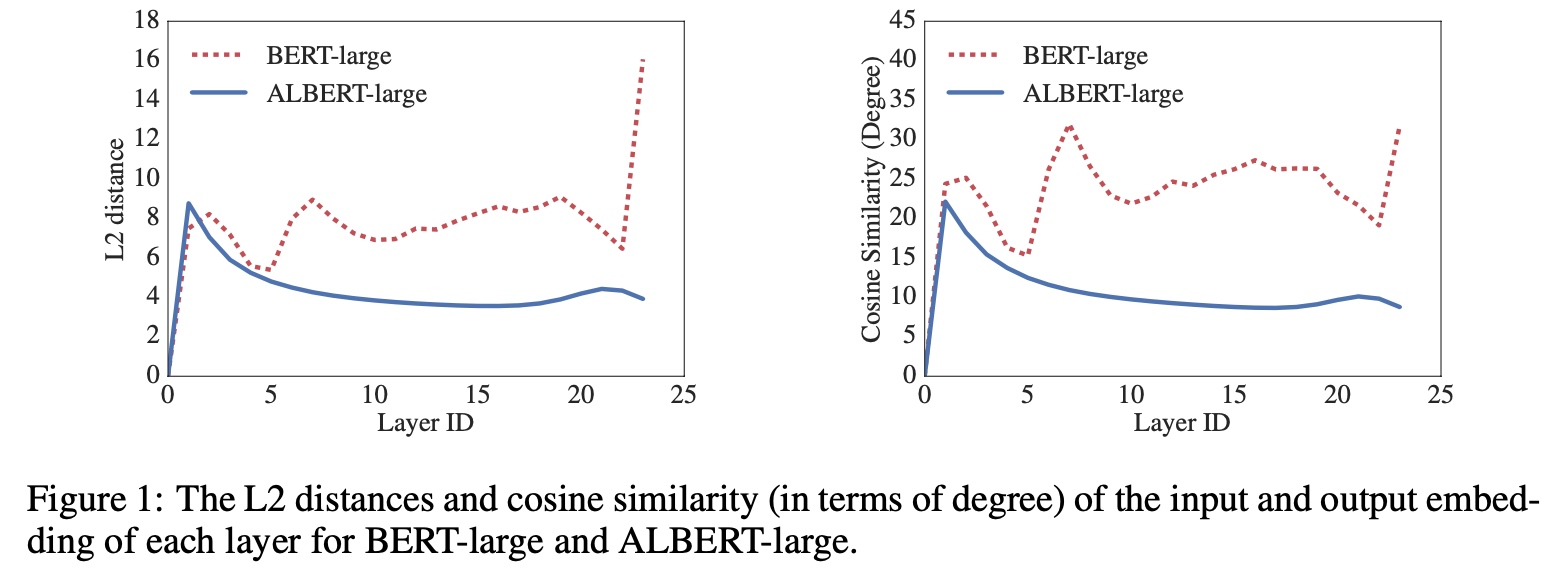 18
16
14
12
10
8
6
4
2
0
L2 distance
BERT-large
ALBERT-large
0 5 10 15 20 25
Layer ID
45
40
35
30
25
20
15
10
5
0
Cosine Similarity (Degree)
BERT-large
ALBERT-large
0 5 10 15 20 25
Layer ID
Figure 1: The L2 distances and cosine similarity (in terms of degree) of the input and output embed-
ding of each layer for BERT-large and ALBERT-large.